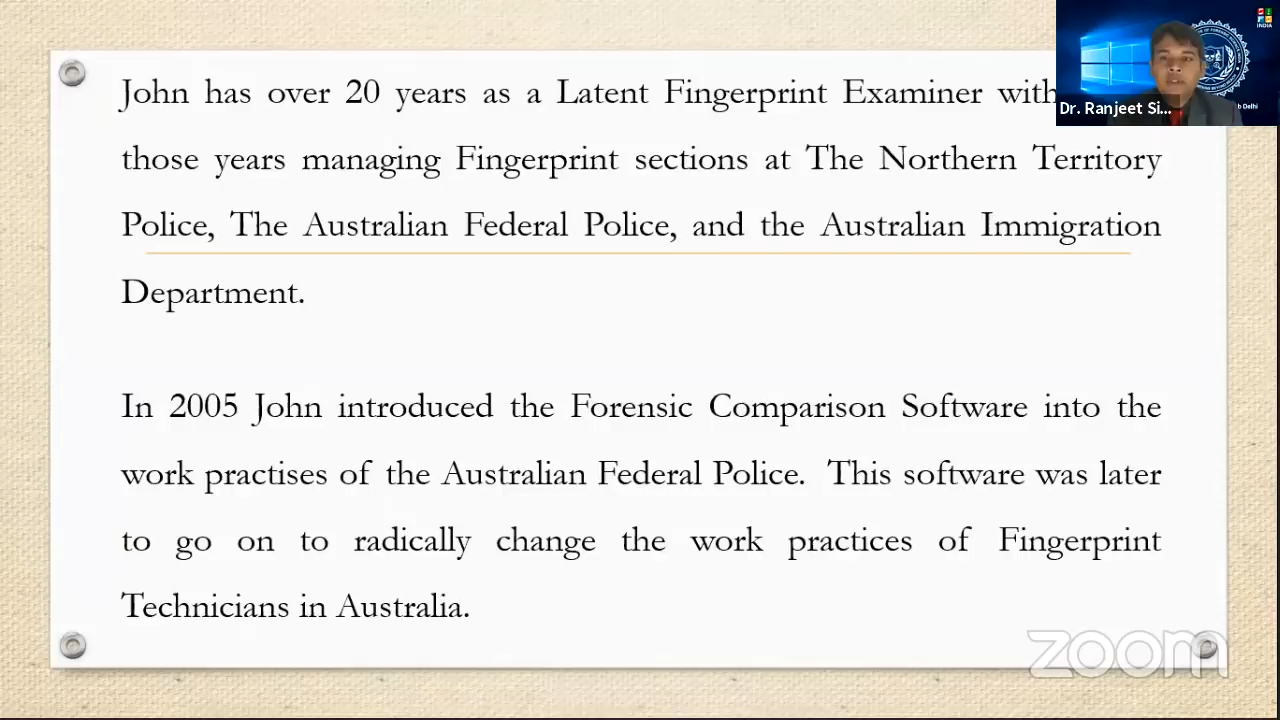 John has over 20 years as a Latent Fingerprint Examiner with
those years managing Fingerprint sections at The Northern Territory
Police, The Australian Federal Police, and the Australian Immigration
Department.
In 2005 John introduced the Forensic Comparison Software into the
work practises of the Australian Federal Police. This software was later
to go on to radically change the work practices of Fingerprint
Technicians in Australia.
INDIA
Dr. Ranjeet Si...
Delhi
zoom